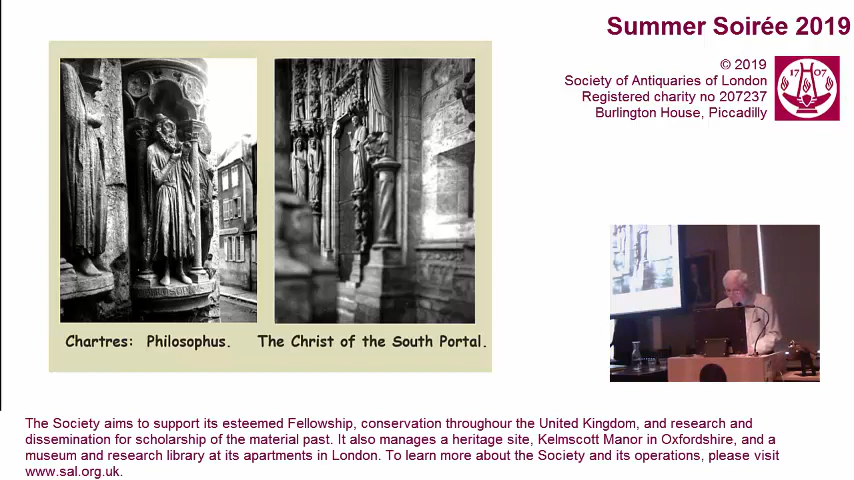 Summer Soirée 2019
© 2019
Society of Antiquaries of London
Registered charity no 207237
Burlington House, Piccadilly
17 07
Chartres: Philosophus.
The Christ of the South Portal.
The Society aims to support its esteemed Fellowship, conservation throughour the United Kingdom, and research and
dissemination for scholarship of the material past. It also manages a heritage site, Kelmscott Manor in Oxfordshire, and a
museum and research library at its apartments in London. To learn more about the Society and its operations, please visit
www.sal.org.uk.